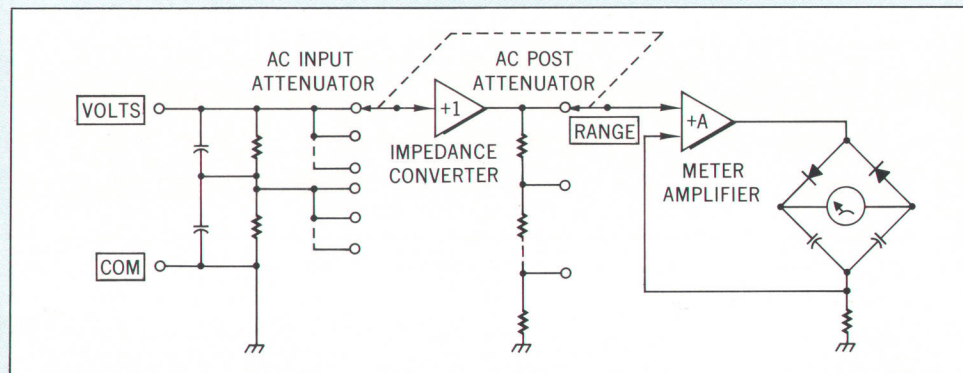 AC INPUT
ATTENUATOR
AC POST
ATTENUATOR
VOLTS
+1
RANGE
+A
IMPEDANCE
CONVERTER
METER
AMPLIFIER
COM